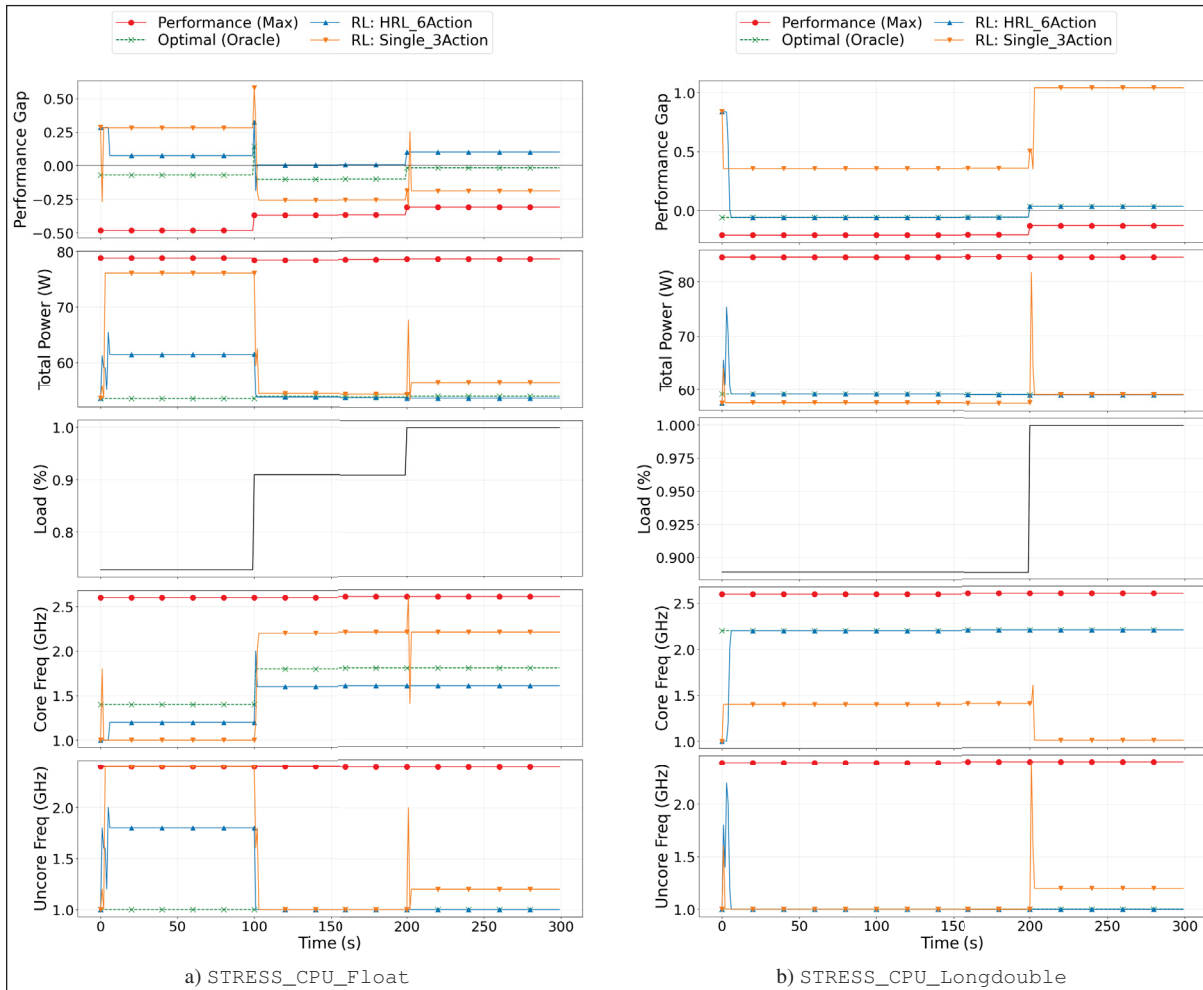 Performance (Max)
RL: HRL_6Action
Optimal (Oracle)
RL: Single_3Action
Performance Gap
0.50
0.25
0.00
−0.25
−0.50
Total Power (W)
80
70
60
Load (%)
1.0
0.9
0.8
Core Freq (GHz)
2.5
2.0
1.5
1.0
Uncore Freq (GHz)
2.0
1.5
1.0
0 50 100 150 200 250 300
Time (s)
a) STRESS_CPU_Float
Performance (Max)
RL: HRL_6Action
Optimal (Oracle)
RL: Single_3Action
Performance Gap
1.0
0.5
0.0
Total Power (W)
80
70
60
Load (%)
1.000
0.975
0.950
0.925
0.900
Core Freq (GHz)
2.5
2.0
1.5
1.0
Uncore Freq (GHz)
2.0
1.5
1.0
0 50 100 150 200 250 300
Time (s)
b) STRESS_CPU_Longdouble